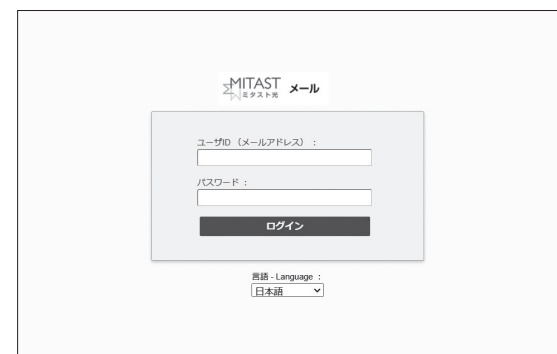 MITAST
ミタスト光
メール
ユーザID （メールアドレス） ：
パスワード ：
ログイン
言語 - Language ：
日本語